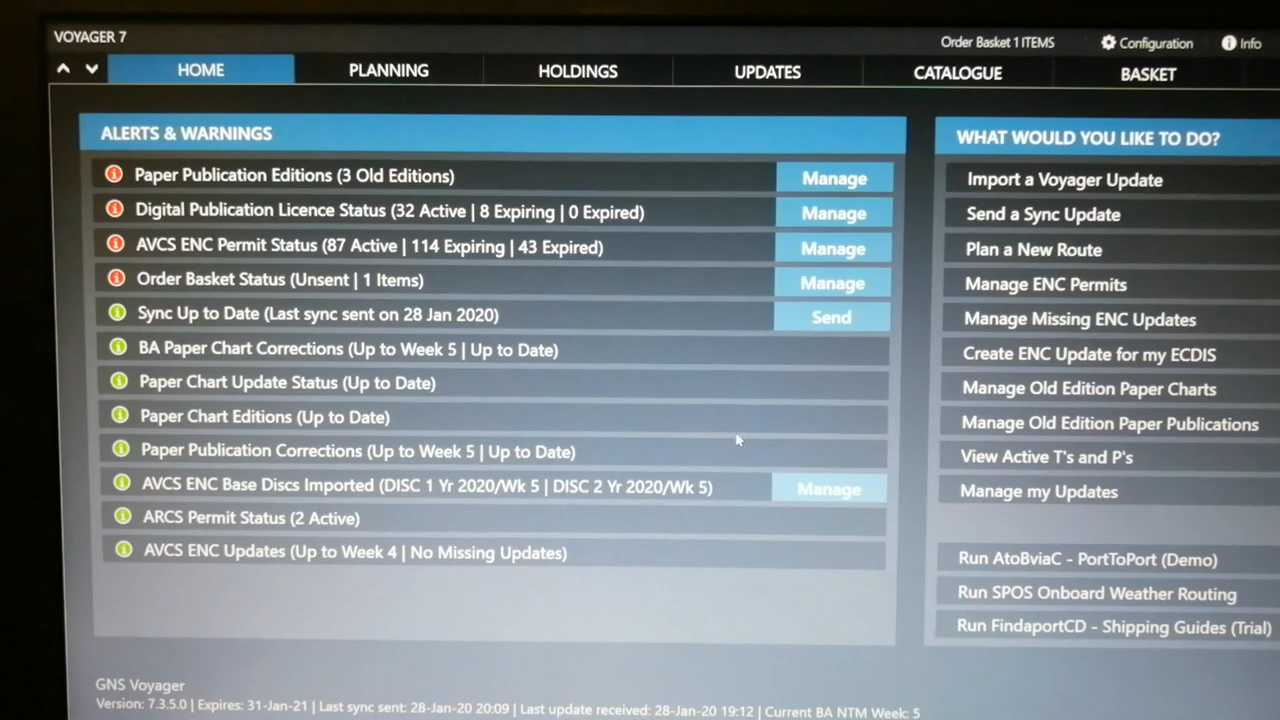 VOYAGER 7
Order Basket 1 ITEMS
Configuration
Info
HOME
PLANNING
HOLDINGS
UPDATES
CATALOGUE
BASKET
ALERTS & WARNINGS
Paper Publication Editions (3 Old Editions)
Manage
Digital Publication Licence Status (32 Active | 8 Expiring | 0 Expired)
Manage
AVCS ENC Permit Status (87 Active | 114 Expiring | 43 Expired)
Manage
Order Basket Status (Unsent | 1 Items)
Manage
Sync Up to Date (Last sync sent on 28 Jan 2020)
Send
BA Paper Chart Corrections (Up to Week 5 | Up to Date)
Paper Chart Update Status (Up to Date)
Paper Chart Editions (Up to Date)
Paper Publication Corrections (Up to Week 5 | Up to Date)
AVCS ENC Base Discs Imported (DISC 1 Yr 2020/Wk 5 | DISC 2 Yr 2020/Wk 5)
Manage
ARCS Permit Status (2 Active)
AVCS ENC Updates (Up to Week 4 | No Missing Updates)
WHAT WOULD YOU LIKE TO DO?
Import a Voyager Update
Send a Sync Update
Plan a New Route
Manage ENC Permits
Manage Missing ENC Updates
Create ENC Update for my ECDIS
Manage Old Edition Paper Charts
Manage Old Edition Paper Publications
View Active T's and P's
Manage my Updates
Run AtoBviaC - PortToPort (Demo)
Run SPOS Onboard Weather Routing
Run FindaportCD - Shipping Guides (Trial)
GNS Voyager
Version: 7.3.5.0 | Expires: 31-Jan-21 | Last sync sent: 28-Jan-20 20:09 | Last update received: 28-Jan-20 19:12 | Current BA NTM Week: 5